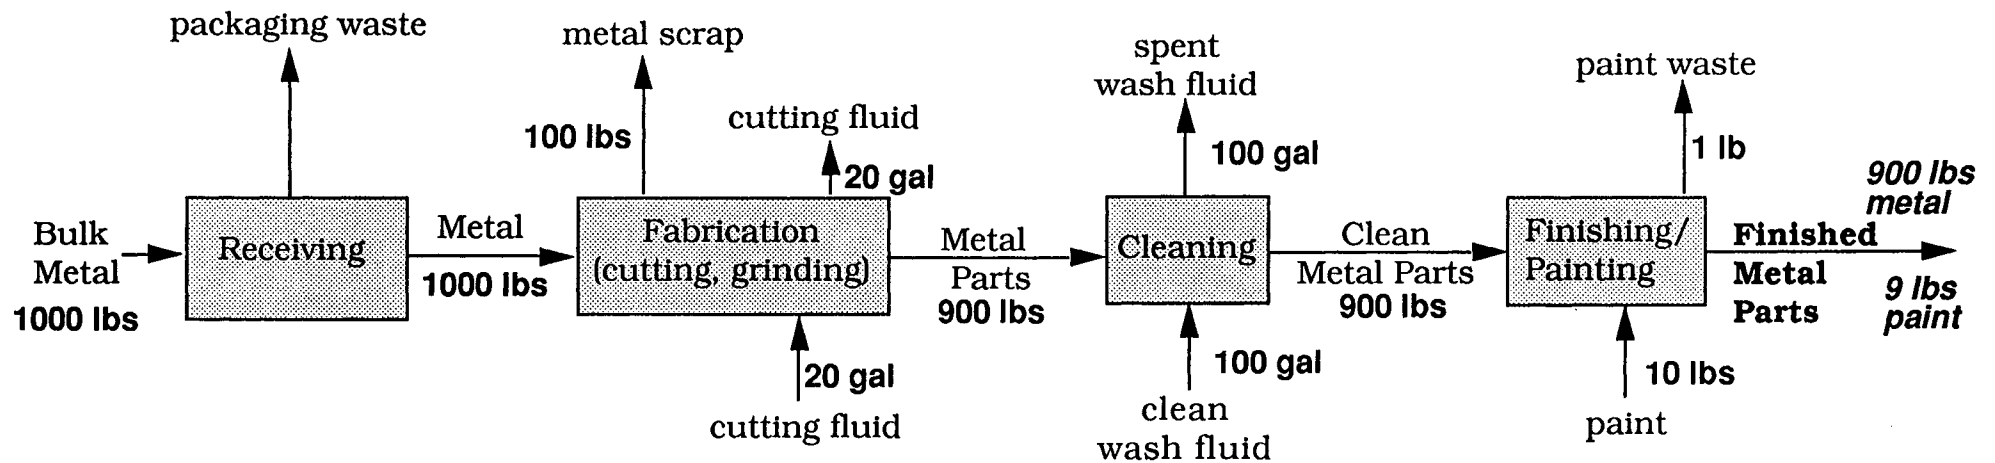 packaging waste
metal scrap
100 lbs
cutting fluid
20 gal
spent
wash fluid
100 gal
paint waste
1 lb
Bulk
Metal
1000 lbs
Receiving
Metal
1000 lbs
Fabrication
(cutting, grinding)
20 gal
cutting fluid
Metal
Parts
900 lbs
Cleaning
100 gal
clean
wash fluid
Clean
Metal Parts
900 lbs
Finishing/
Painting
10 lbs
paint
900 lbs
metal
Finished
Metal
Parts
9 lbs
paint